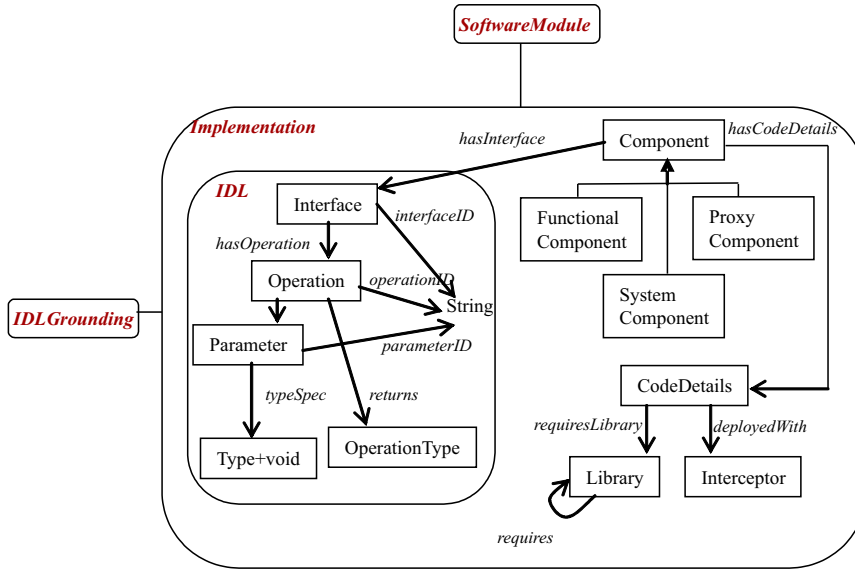 SoftwareModule
Implementation
hasInterface
Component
hasCodeDetails
IDL
Interface
interfaceID
Functional
Component
Proxy
Component
hasOperation
Operation
operationID
String
System
Component
IDLGrounding
Parameter
parameterID
typeSpec
returns
CodeDetails
requiresLibrary
deployedWith
Type+void
OperationType
Library
Interceptor
requires